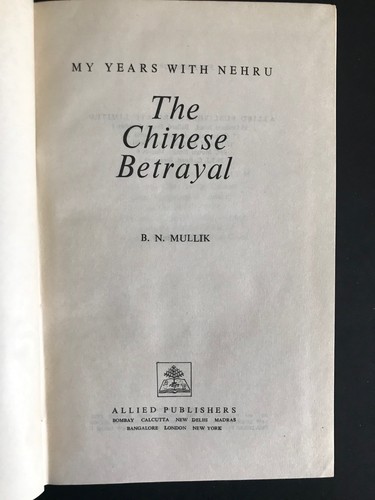 MY YEARS WITH NEHRU
The
Chinese
Betrayal
B. N. MULLIK
ALLIED PUBLISHERS
BOMBAY CALCUTTA NEW DELHI MADRAS
BANGALORE LONDON NEW YORK